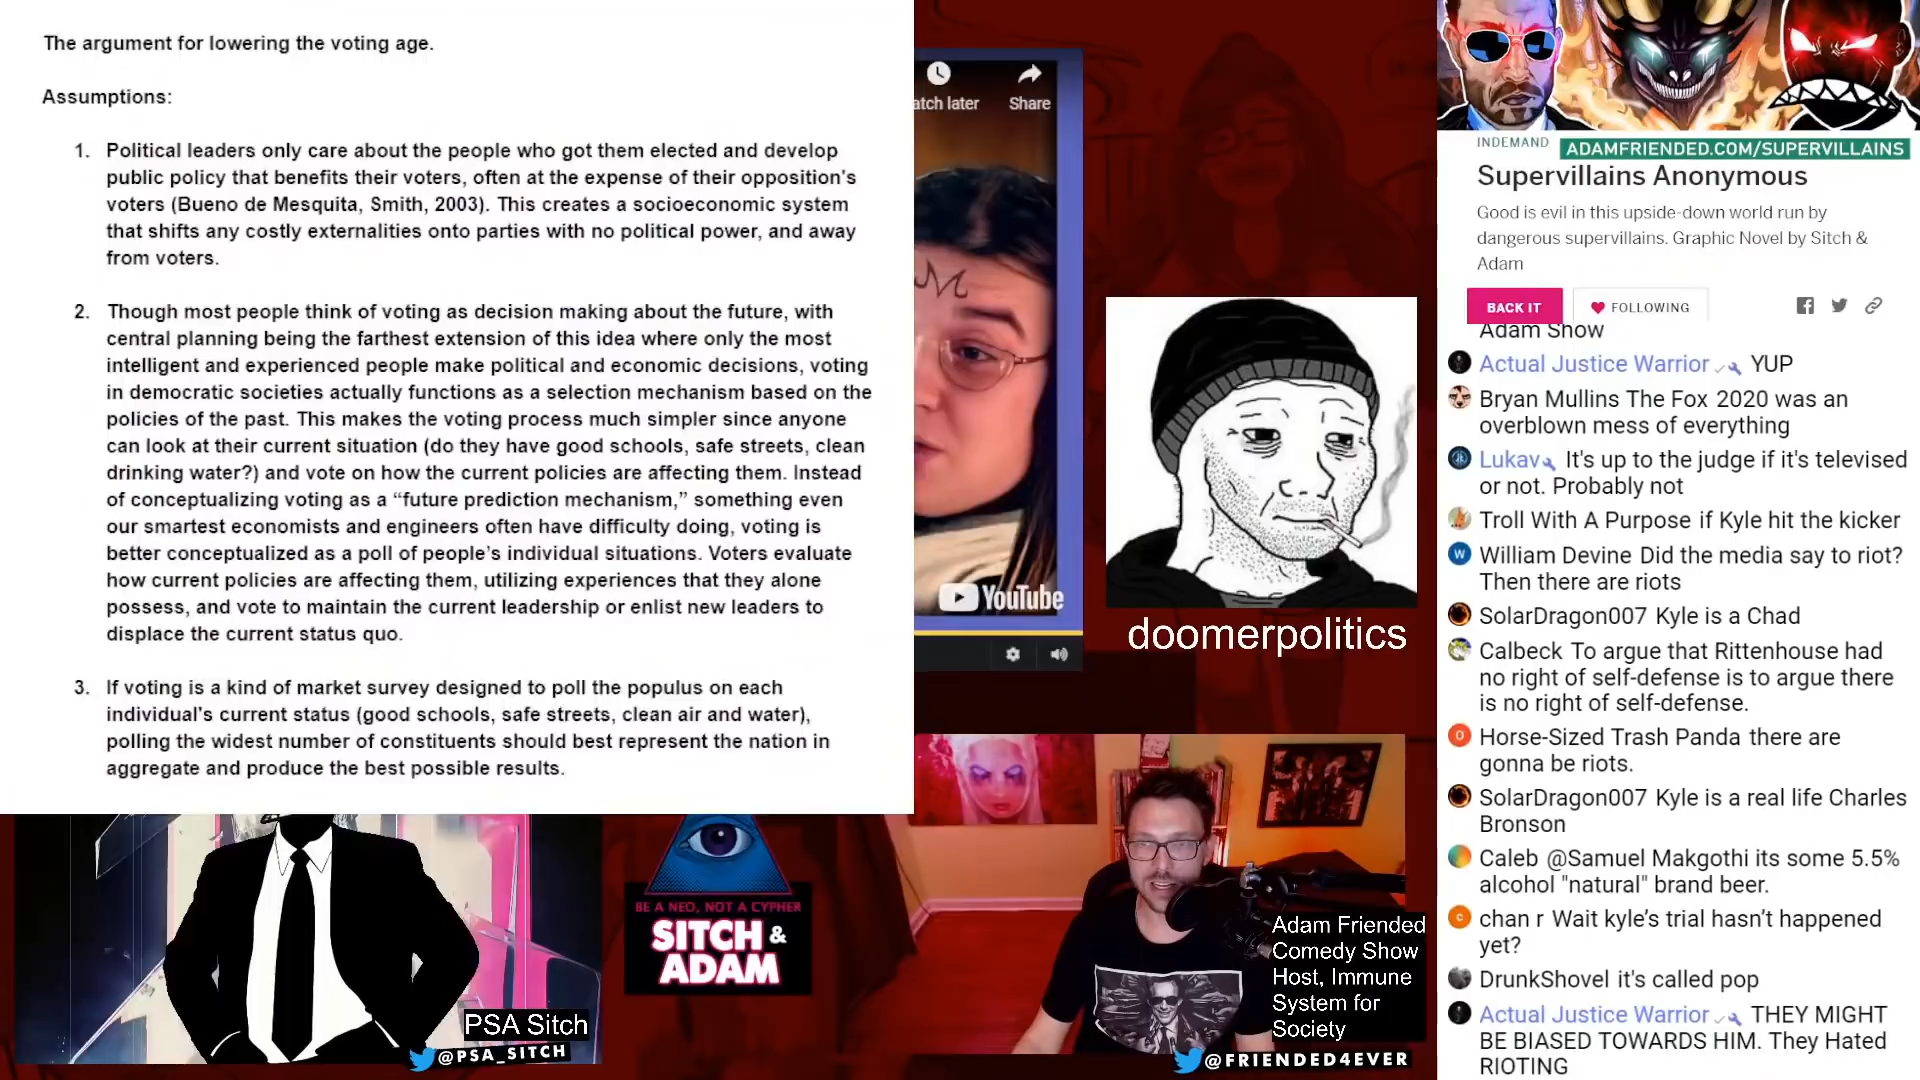 The argument for lowering the voting age.
Assumptions:
1. Political leaders only care about the people who got them elected and develop
public policy that benefits their voters, often at the expense of their opposition's
voters (Bueno de Mesquita, Smith, 2003). This creates a socioeconomic system
that shifts any costly externalities onto parties with no political power, and away
from voters.
2. Though most people think of voting as decision making about the future, with
central planning being the farthest extension of this idea where only the most
intelligent and experienced people make political and economic decisions, voting
in democratic societies actually functions as a selection mechanism based on the
policies of the past. This makes the voting process much simpler since anyone
can look at their current situation (do they have good schools, safe streets, clean
drinking water?) and vote on how the current policies are affecting them. Instead
of conceptualizing voting as a “future prediction mechanism,” something even
our smartest economists and engineers often have difficulty doing, voting is
better conceptualized as a poll of people’s individual situations. Voters evaluate
how current policies are affecting them, utilizing experiences that they alone
possess, and vote to maintain the current leadership or enlist new leaders to
displace the current status quo.
3. If voting is a kind of market survey designed to poll the populus on each
individual's current status (good schools, safe streets, clean air and water),
polling the widest number of constituents should best represent the nation in
aggregate and produce the best possible results.
atch later
Share
YouTube
doomerpolitics
PSA Sitch
@PSA_SITCH
BE A NEO, NOT A CYPHER
SITCH &
ADAM
Adam Friended
Comedy Show
Host, Immune
System for
Society
@FRIENDED4EVER
INDEMAND
ADAMFRIENDED.COM/SUPERVILLAINS
Supervillains Anonymous
Good is evil in this upside-down world run by
dangerous supervillains. Graphic Novel by Sitch &
Adam
BACK IT
FOLLOWING
Adam Show
Actual Justice Warrior YUP
Bryan Mullins The Fox 2020 was an
overblown mess of everything
Lukav It's up to the judge if it's televised
or not. Probably not
Troll With A Purpose if Kyle hit the kicker
W William Devine Did the media say to riot?
Then there are riots
SolarDragon007 Kyle is a Chad
Calbeck To argue that Rittenhouse had
no right of self-defense is to argue there
is no right of self-defense.
O Horse-Sized Trash Panda there are
gonna be riots.
SolarDragon007 Kyle is a real life Charles
Bronson
Caleb @Samuel Makgothi its some 5.5%
alcohol "natural" brand beer.
c chan r Wait kyle’s trial hasn’t happened
yet?
DrunkShovel it's called pop
Actual Justice Warrior THEY MIGHT
BE BIASED TOWARDS HIM. They Hated
RIOTING